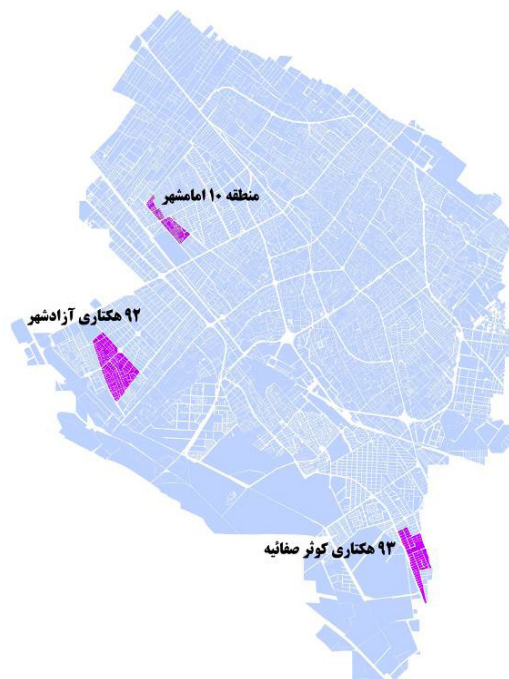 منطقه ۱۰ امامشهر
۹۲ هکتاری آزادشهر
۹۳ هکتاری کوثر صفائیه